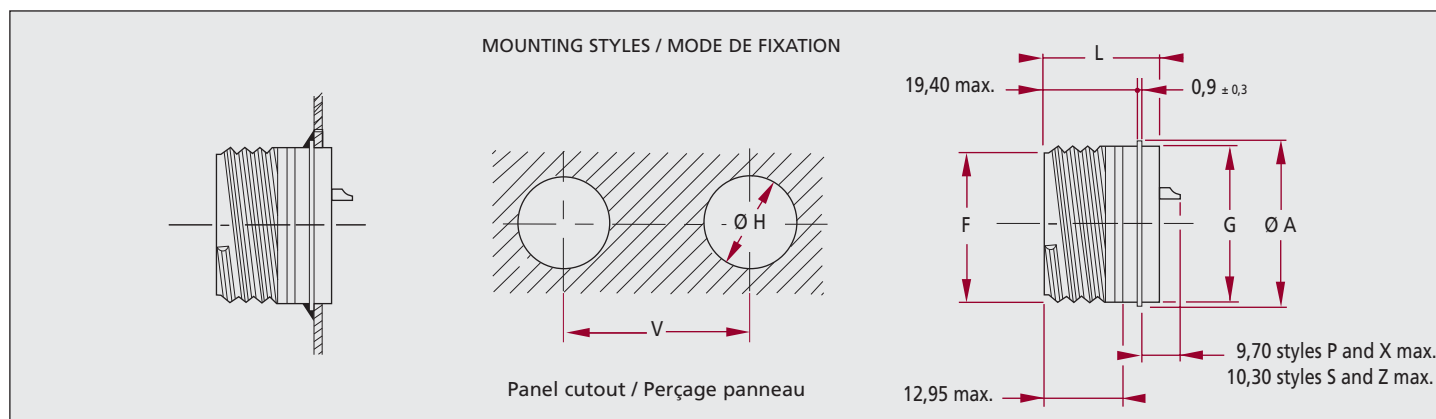 MOUNTING STYLES / MODE DE FIXATION
L
19,40 max.
0,9 ± 0,3
F
G
Ø A
Ø H
V
9,70 styles P and X max.
10,30 styles S and Z max.
12,95 max.
Panel cutout / Perçage panneau